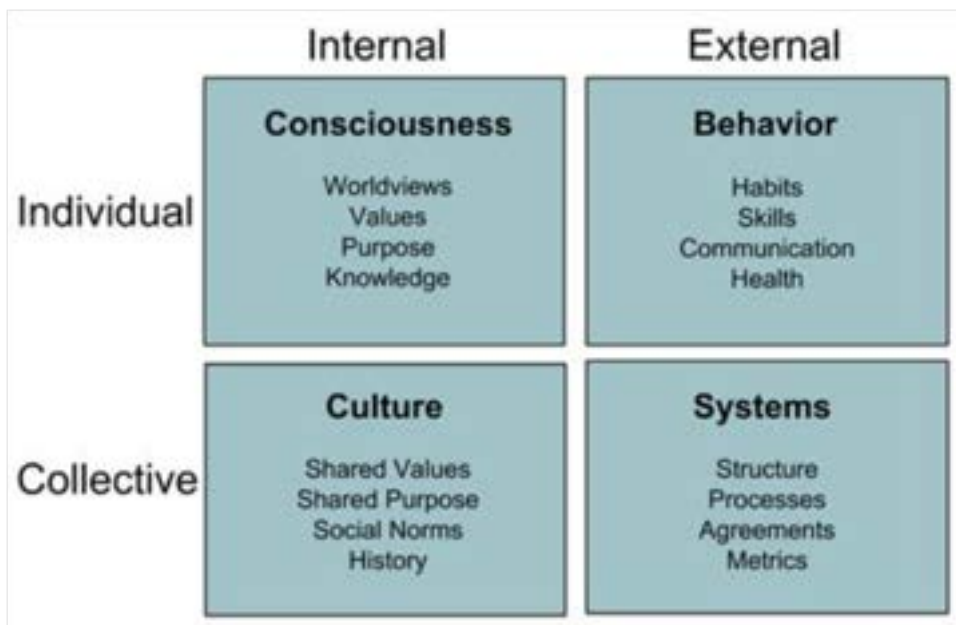 Internal
External
Individual
Consciousness
Worldviews
Values
Purpose
Knowledge
Behavior
Habits
Skills
Communication
Health
Collective
Culture
Shared Values
Shared Purpose
Social Norms
History
Systems
Structure
Processes
Agreements
Metrics